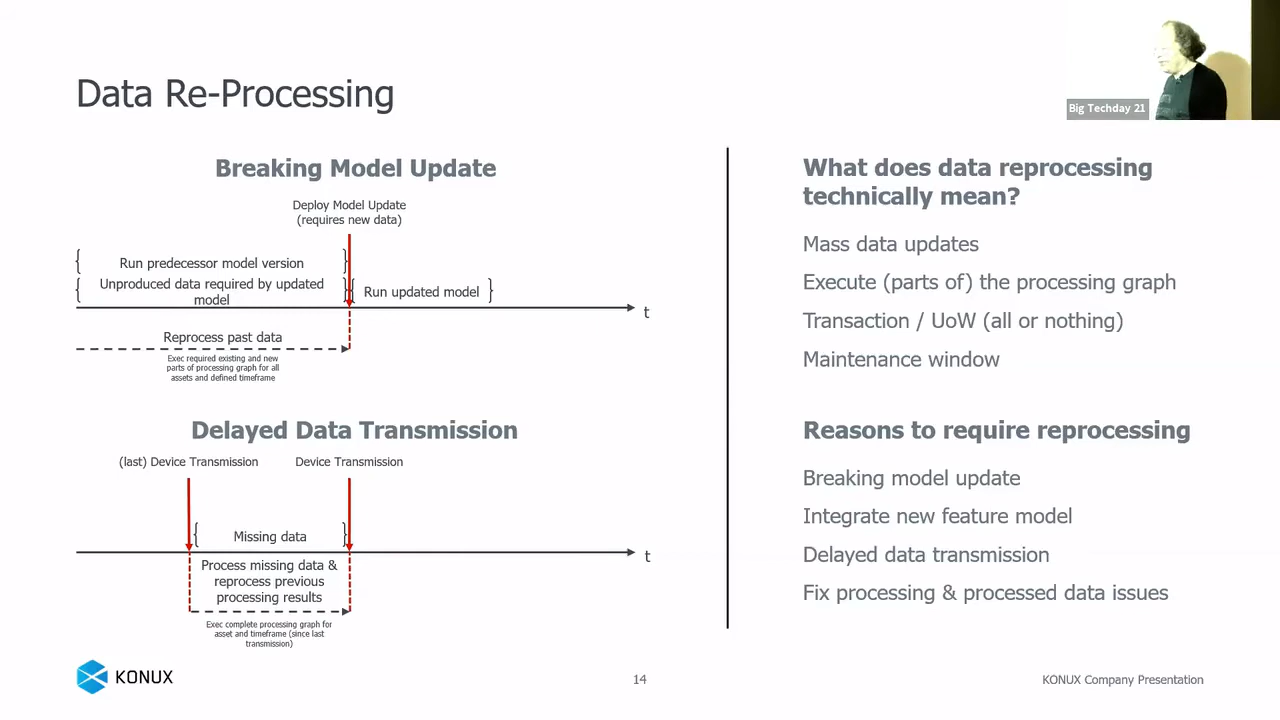 Data Re-Processing
Big Techday 21
Breaking Model Update
Deploy Model Update
(requires new data)
Run predecessor model version
Unproduced data required by updated
model
Run updated model
t
Reprocess past data
Exec required existing and new
parts of processing graph for all
assets and defined timeframe
Delayed Data Transmission
(last) Device Transmission
Device Transmission
Missing data
t
Process missing data &
reprocess previous
processing results
Exec complete processing graph for
asset and timeframe (since last
transmission)
What does data reprocessing
technically mean?
Mass data updates
Execute (parts of) the processing graph
Transaction / UoW (all or nothing)
Maintenance window
Reasons to require reprocessing
Breaking model update
Integrate new feature model
Delayed data transmission
Fix processing & processed data issues
KONUX
14
KONUX Company Presentation